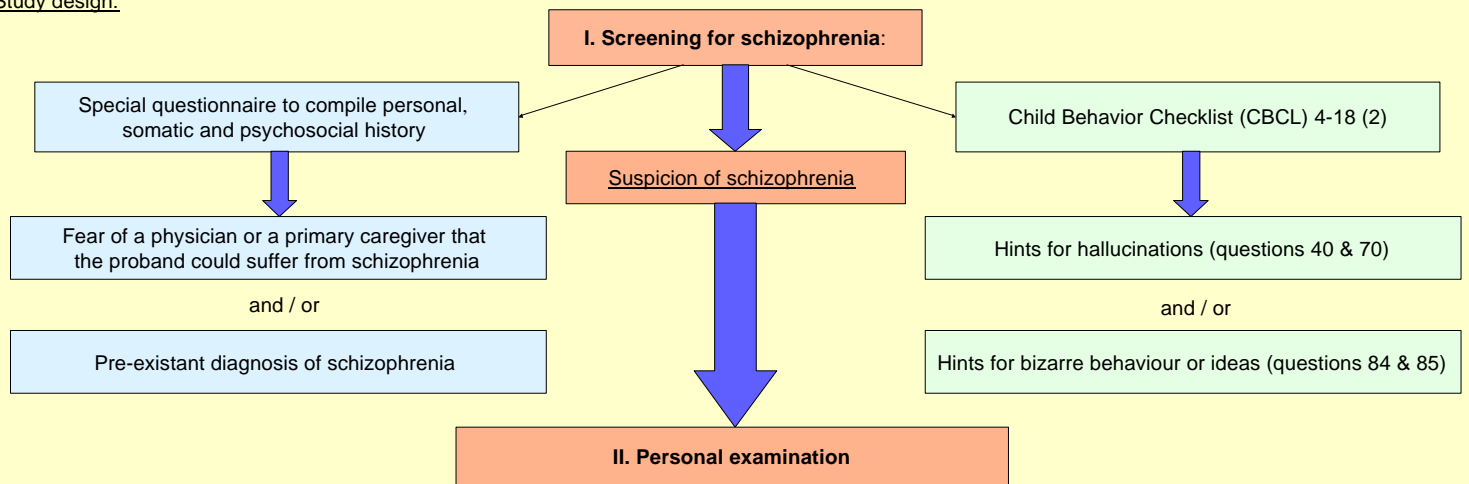 Study design:
I. Screening for schizophrenia:
Special questionnaire to compile personal,
somatic and psychosocial history
Child Behavior Checklist (CBCL) 4-18 (2)
Suspicion of schizophrenia
Fear of a physician or a primary caregiver that
the proband could suffer from schizophrenia
Hints for hallucinations (questions 40 & 70)
and / or
and / or
Pre-existant diagnosis of schizophrenia
Hints for bizarre behaviour or ideas (questions 84 & 85)
II. Personal examination